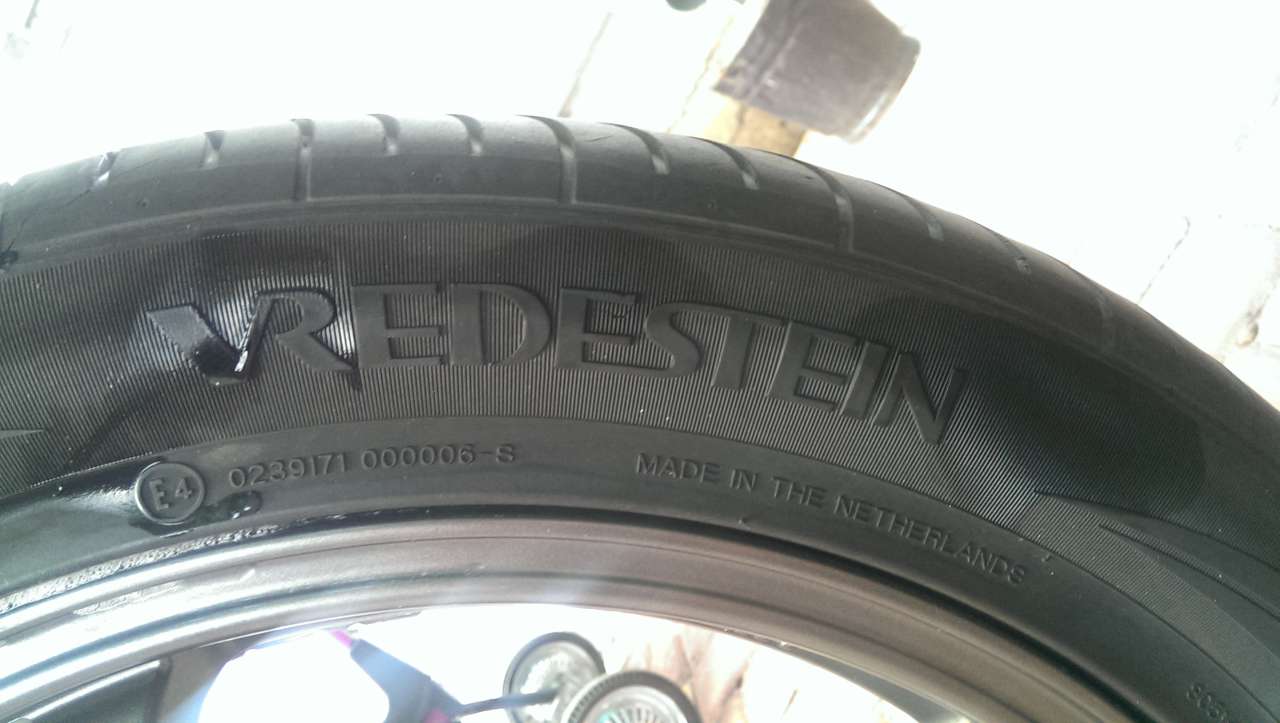 VREDESTEIN
E4 0239171 000006-S
MADE IN THE NETHERLANDS